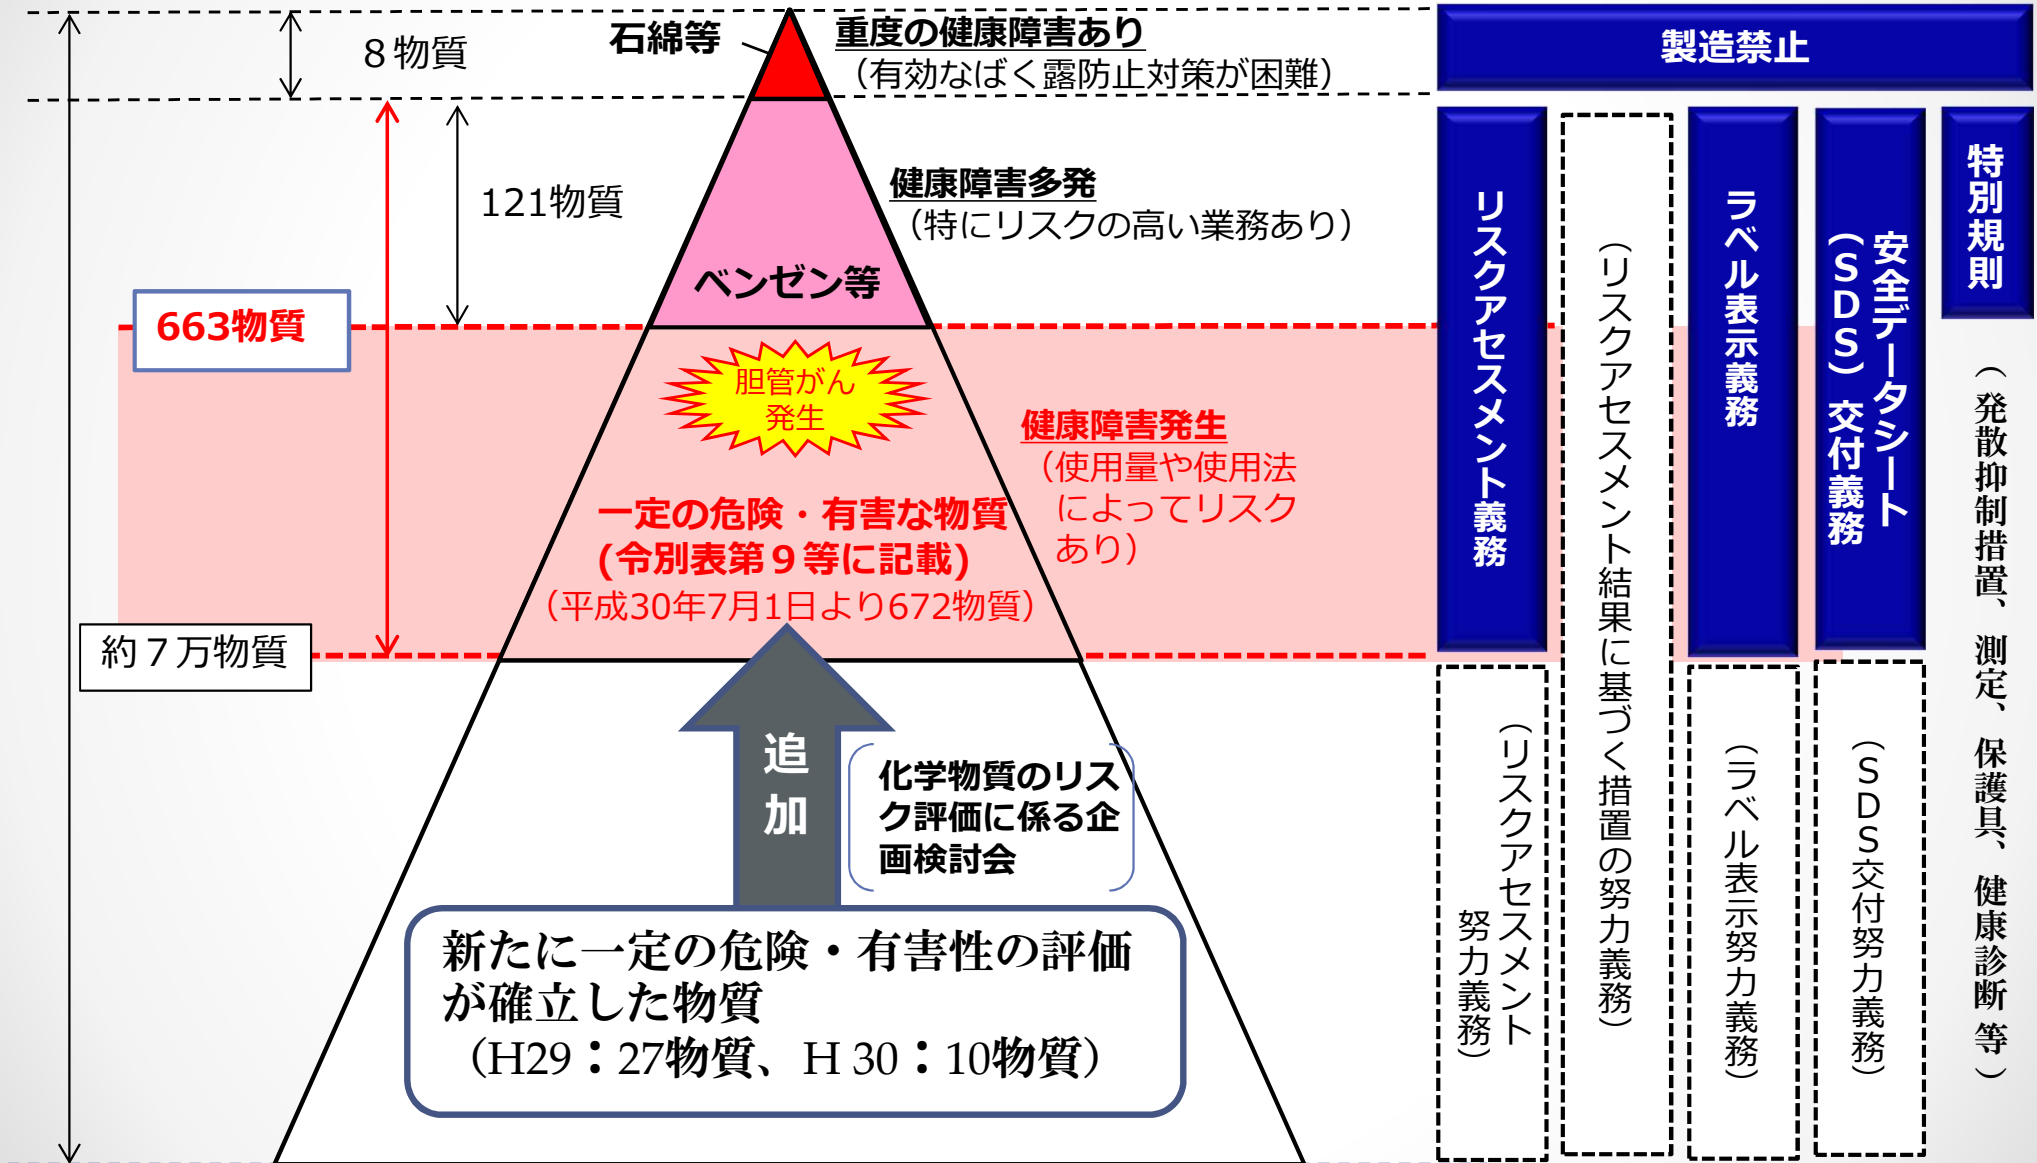 8物質
石綿等
重度の健康障害あり
（有効なばく露防止対策が困難）
製造禁止
121物質
健康障害多発
（特にリスクの高い業務あり）
ベンゼン等
663物質
胆管がん
発生
健康障害発生
（使用量や使用法
によってリスク
あり）
一定の危険・有害な物質
(令別表第９等に記載)
（平成30年7月1日より672物質）
約７万物質
追
加
化学物質のリス
ク評価に係る企
画検討会
新たに一定の危険・有害性の評価
が確立した物質
（H29：27物質、H 30：10物質）
リスクアセスメント義務
（リスクアセスメント
努力義務）
（リスクアセスメント結果に基づく措置の努力義務）
ラベル表示義務
（ラベル表示努力義務）
安全データシート
（ＳＤＳ）交付義務
（ＳＤＳ交付努力義務）
特別規則
（発散抑制措置、測定、保護具、健康診断 等）